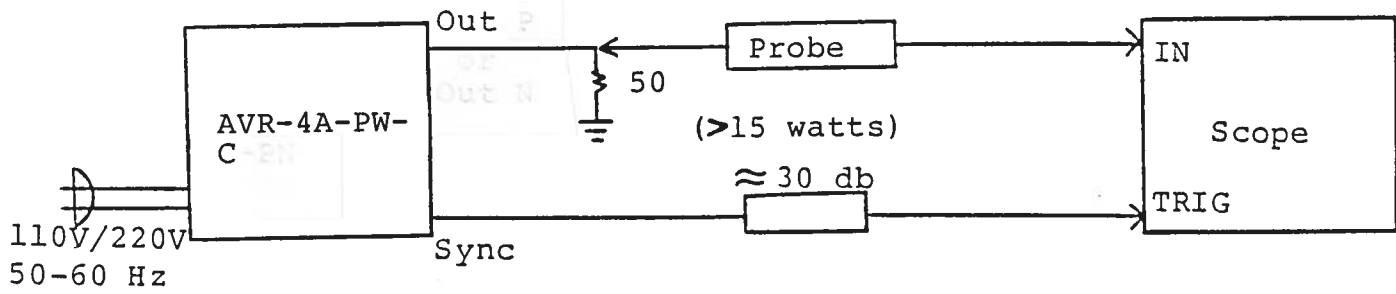 Out
Probe
IN
50
AVR-4A-PW-
C
(>15 watts)
Scope
≈ 30 db
TRIG
Sync
110V/220V
50-60 Hz
P
or
Out N